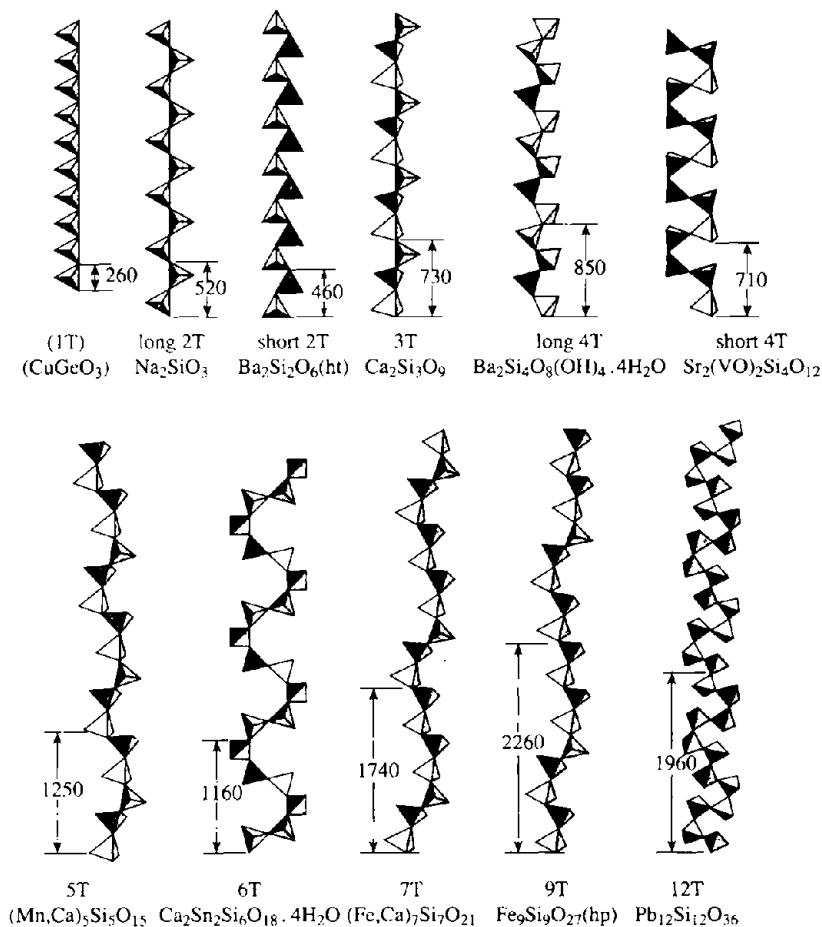 260
520
460
730
850
710
(1T) long 2T short 2T 3T long 4T short 4T
(CuGeO₃) Na₂SiO₃ Ba₂Si₂O₆(ht) Ca₂Si₃O₉ Ba₂Si₄O₈(OH)₄.4H₂O Sr₂(VO)₂Si₄O₁₂
1250
1160
1740
2260
1960
5T 6T 7T 9T 12T
(Mn,Ca)₅Si₅O₁₅ Ca₂Sn₂Si₆O₁₈.4H₂O (Fe,Ca)₇Si₇O₂₁ Fe₉Si₉O₂₇(hp) Pb₁₂Si₁₂O₃₆